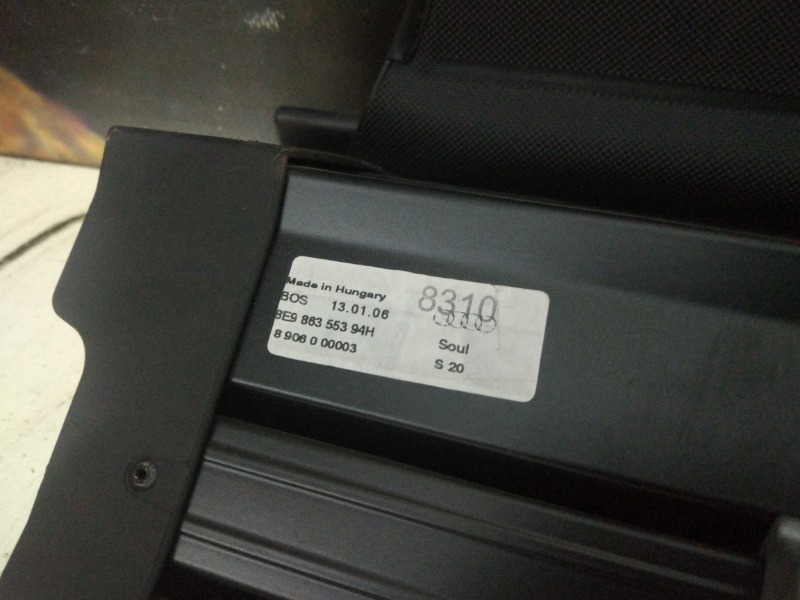 Made in Hungary
BOS 13.01.06
8E9 863 553 94H
8 906 0 00003
8310
Soul
S 20